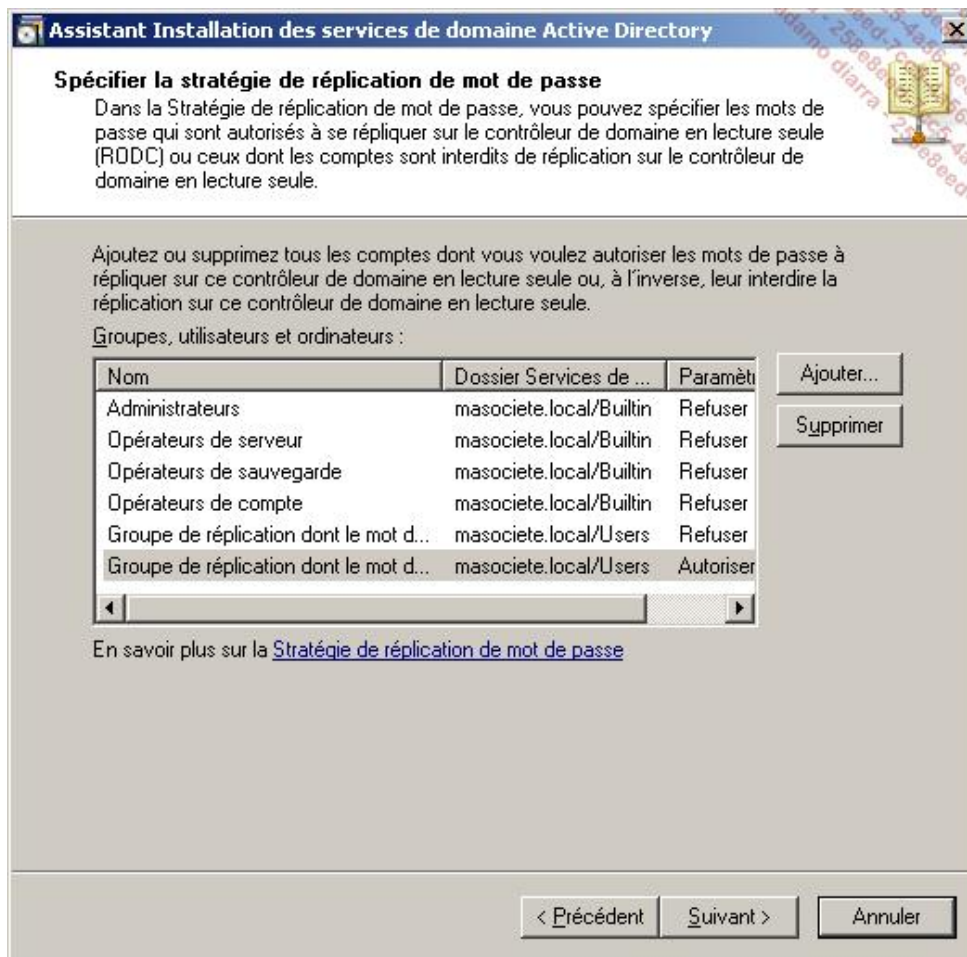 Assistant Installation des services de domaine Active Directory
Spécifier la stratégie de réplication de mot de passe
Dans la Stratégie de réplication de mot de passe, vous pouvez spécifier les mots de
passe qui sont autorisés à se répliquer sur le contrôleur de domaine en lecture seule
(RODC) ou ceux dont les comptes sont interdits de réplication sur le contrôleur de
domaine en lecture seule.
Ajoutez ou supprimez tous les comptes dont vous voulez autoriser les mots de passe à
répliquer sur ce contrôleur de domaine en lecture seule ou, à l'inverse, leur interdire la
réplication sur ce contrôleur de domaine en lecture seule.
Groupes, utilisateurs et ordinateurs :
Nom Dossier Services de ... Paramètr
Administrateurs masociete.local/Builtin Refuser
Opérateurs de serveur masociete.local/Builtin Refuser
Opérateurs de sauvegarde masociete.local/Builtin Refuser
Opérateurs de compte masociete.local/Builtin Refuser
Groupe de réplication dont le mot d... masociete.local/Users Refuser
Groupe de réplication dont le mot d... masociete.local/Users Autoriser
Ajouter...
Supprimer
En savoir plus sur la Stratégie de réplication de mot de passe
< Précédent
Suivant >
Annuler